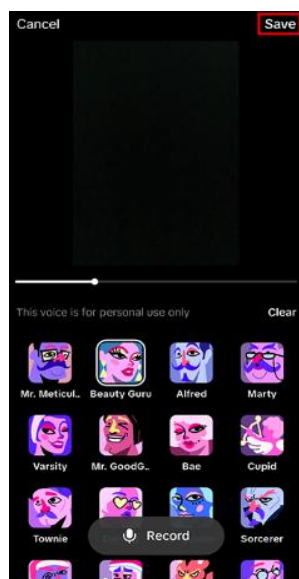 Cancel Save
This voice is for personal use only Clear
Mr. Meticul.. Beauty Guru Alfred Marty
Varsity Mr. GoodG.. Bae Cupid
Townie Sorcerer
Record